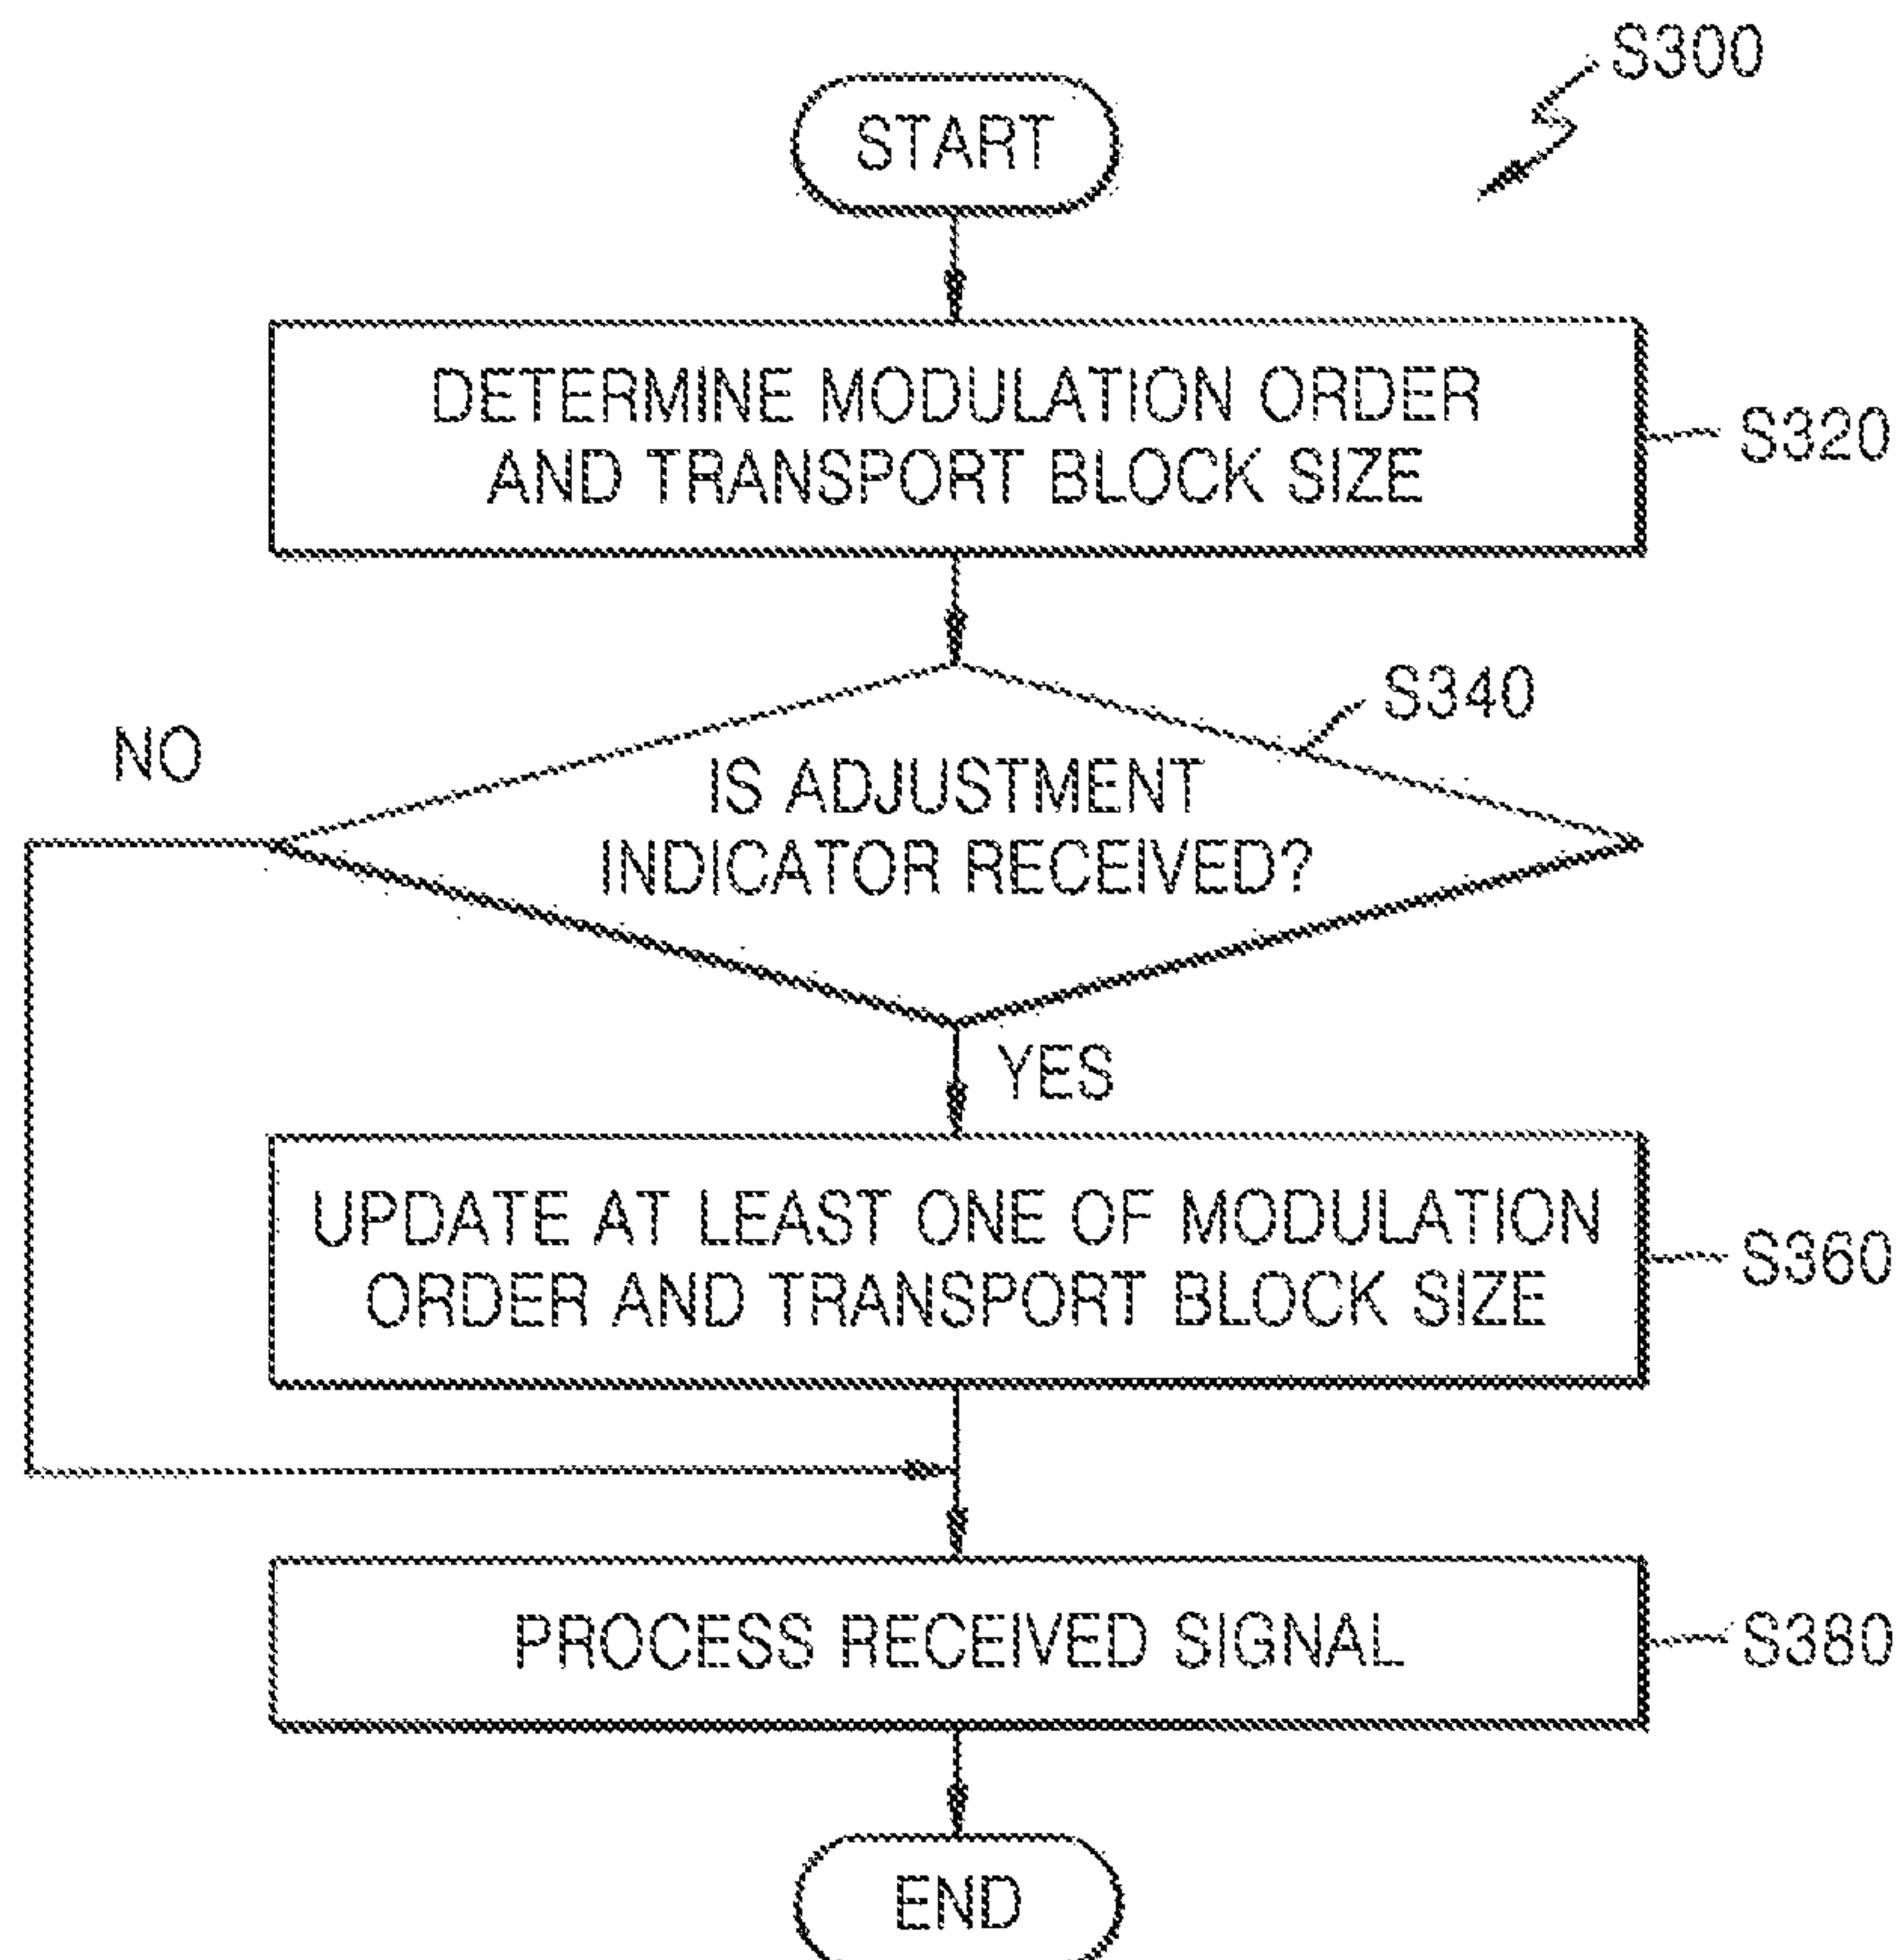 S300
START
DETERMINE MODULATION ORDER
AND TRANSPORT BLOCK SIZE
S320
S340
NO
IS ADJUSTMENT
INDICATOR RECEIVED?
YES
UPDATE AT LEAST ONE OF MODULATION
ORDER AND TRANSPORT BLOCK SIZE
S360
PROCESS RECEIVED SIGNAL
S380
END